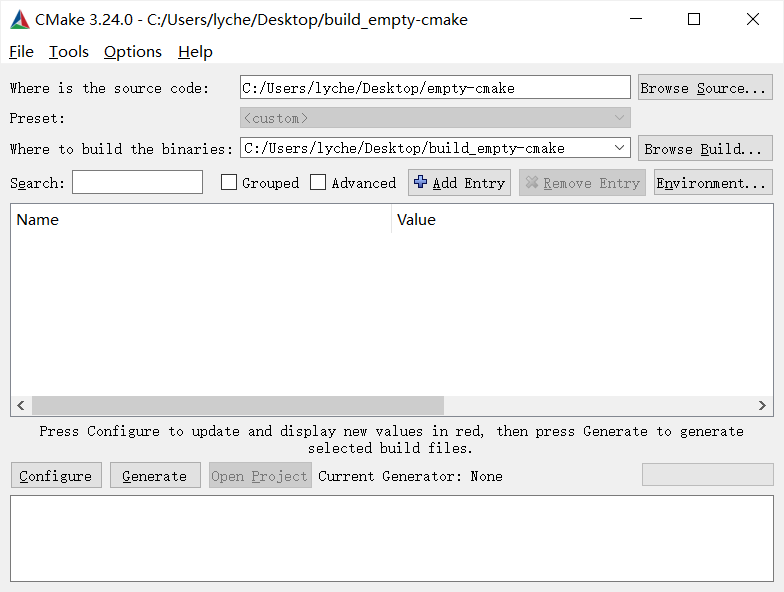 CMake 3.24.0 - C:/Users/lyche/Desktop/build_empty-cmake
File Tools Options Help
Where is the source code: C:/Users/lyche/Desktop/empty-cmake Browse Source...
Preset: <custom>
Where to build the binaries: C:/Users/lyche/Desktop/build_empty-cmake Browse Build...
Search: Grouped Advanced Add Entry Remove Entry Environment...
Name Value
Press Configure to update and display new values in red, then press Generate to generate
selected build files.
Configure Generate Open Project Current Generator: None